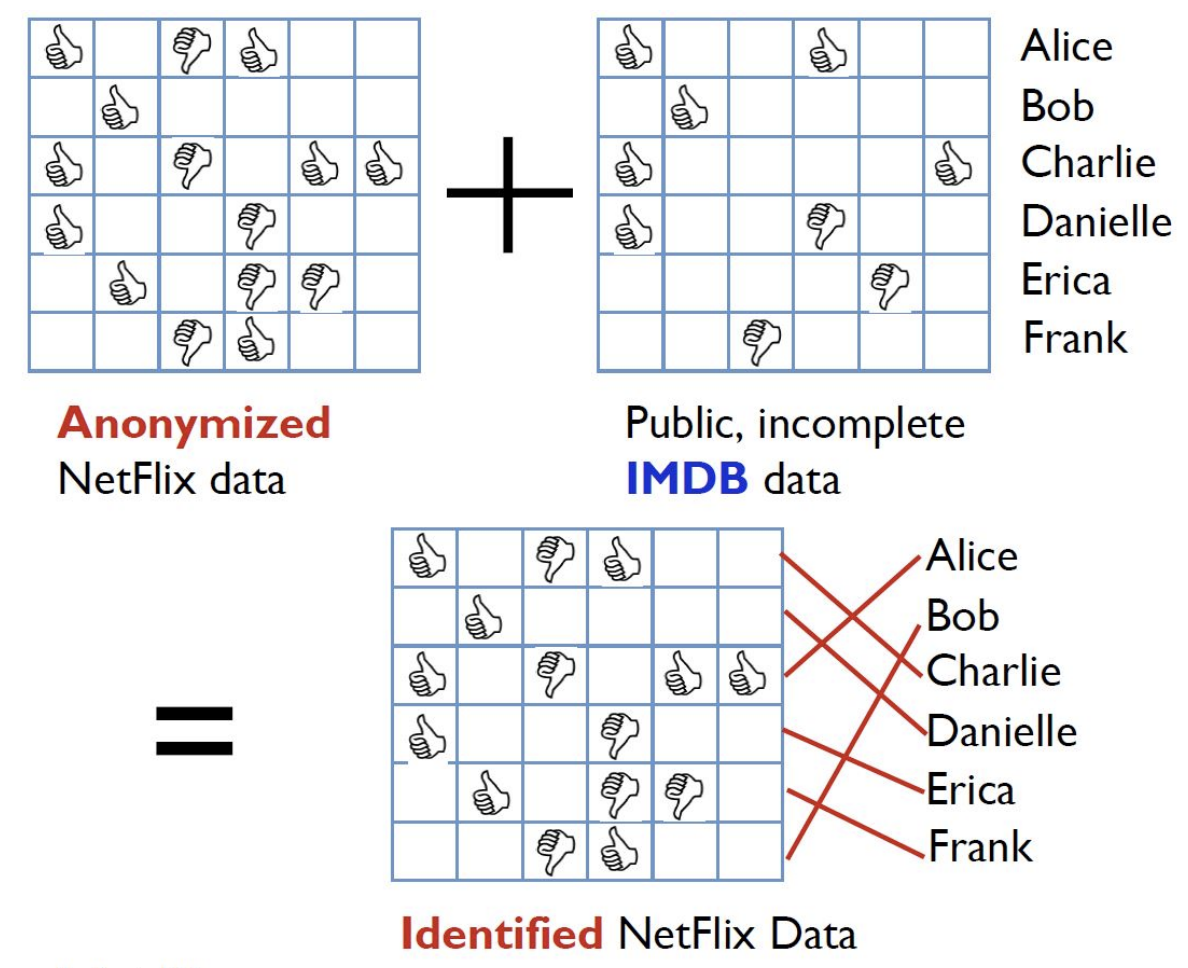 Alice
Bob
Charlie
Danielle
Erica
Frank
Anonymized
NetFlix data
Public, incomplete
IMDB data
Alice
Bob
Charlie
Danielle
Erica
Frank
Identified NetFlix Data